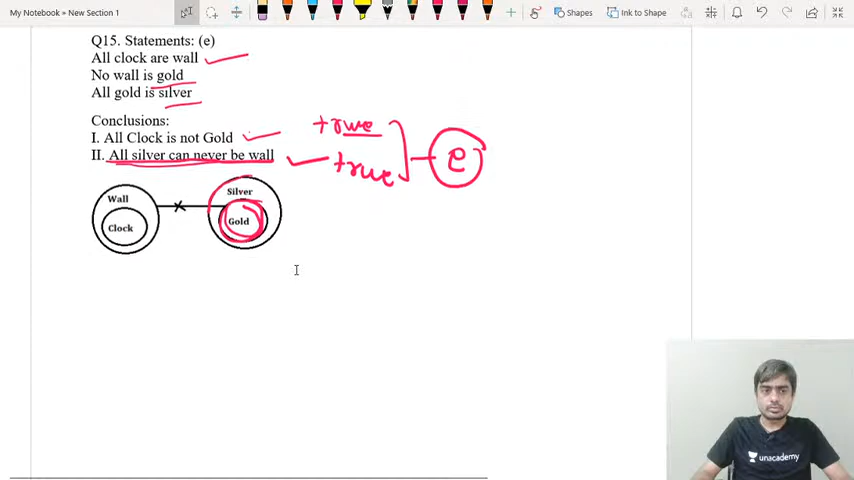 My Notebook » New Section 1
Shapes
Ink to Shape
Q15. Statements: (e)
All clock are wall
No wall is gold
All gold is silver
Conclusions:
I. All Clock is not Gold
true
II. All silver can never be wall
true
e
Wall
Clock
Silver
Gold
unacademy